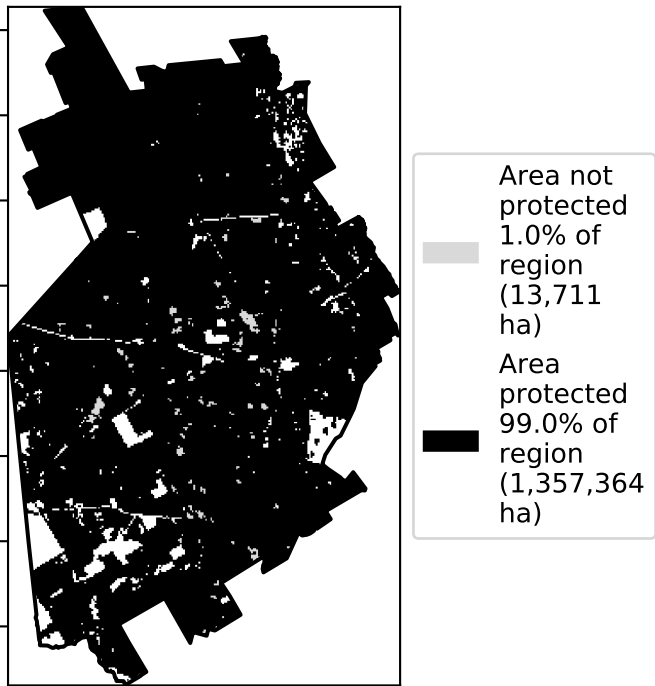 Area not
protected
1.0% of
region
(13,711
ha)
Area
protected
99.0% of
region
(1,357,364
ha)